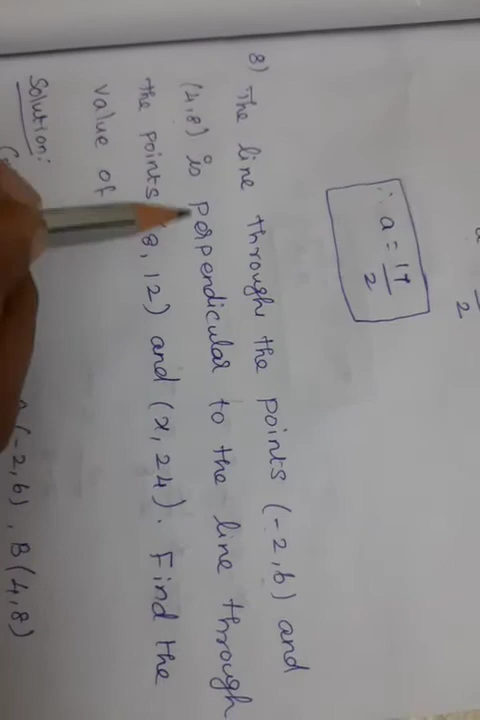 ∴ a = 17/2
2
8) The line through the points (-2,6) and
(4,8) is perpendicular to the line through
the points 8, 12) and (x, 24). Find the
value of
Solution:
(-2,6), B(4,8)